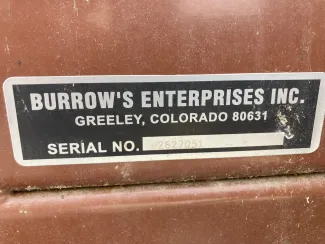 BURROW'S ENTERPRISES INC.
GREELEY, COLORADO 80631
SERIAL NO.